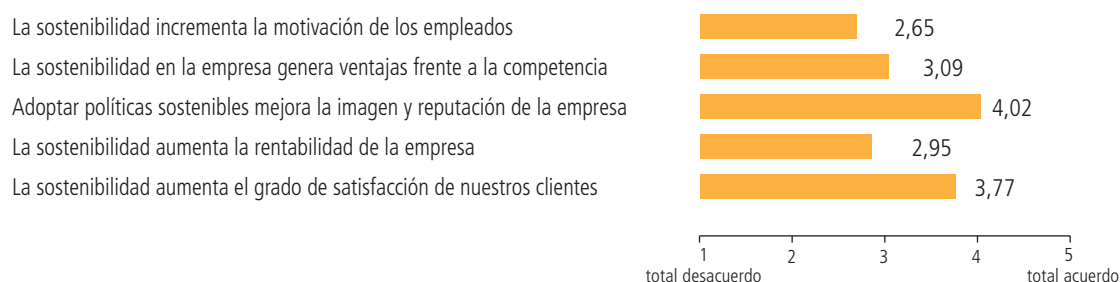 La sostenibilidad incrementa la motivación de los empleados 2,65
La sostenibilidad en la empresa genera ventajas frente a la competencia 3,09
Adoptar políticas sostenibles mejora la imagen y reputación de la empresa 4,02
La sostenibilidad aumenta la rentabilidad de la empresa 2,95
La sostenibilidad aumenta el grado de satisfacción de nuestros clientes 3,77
1 2 3 4 5
total desacuerdo total acuerdo